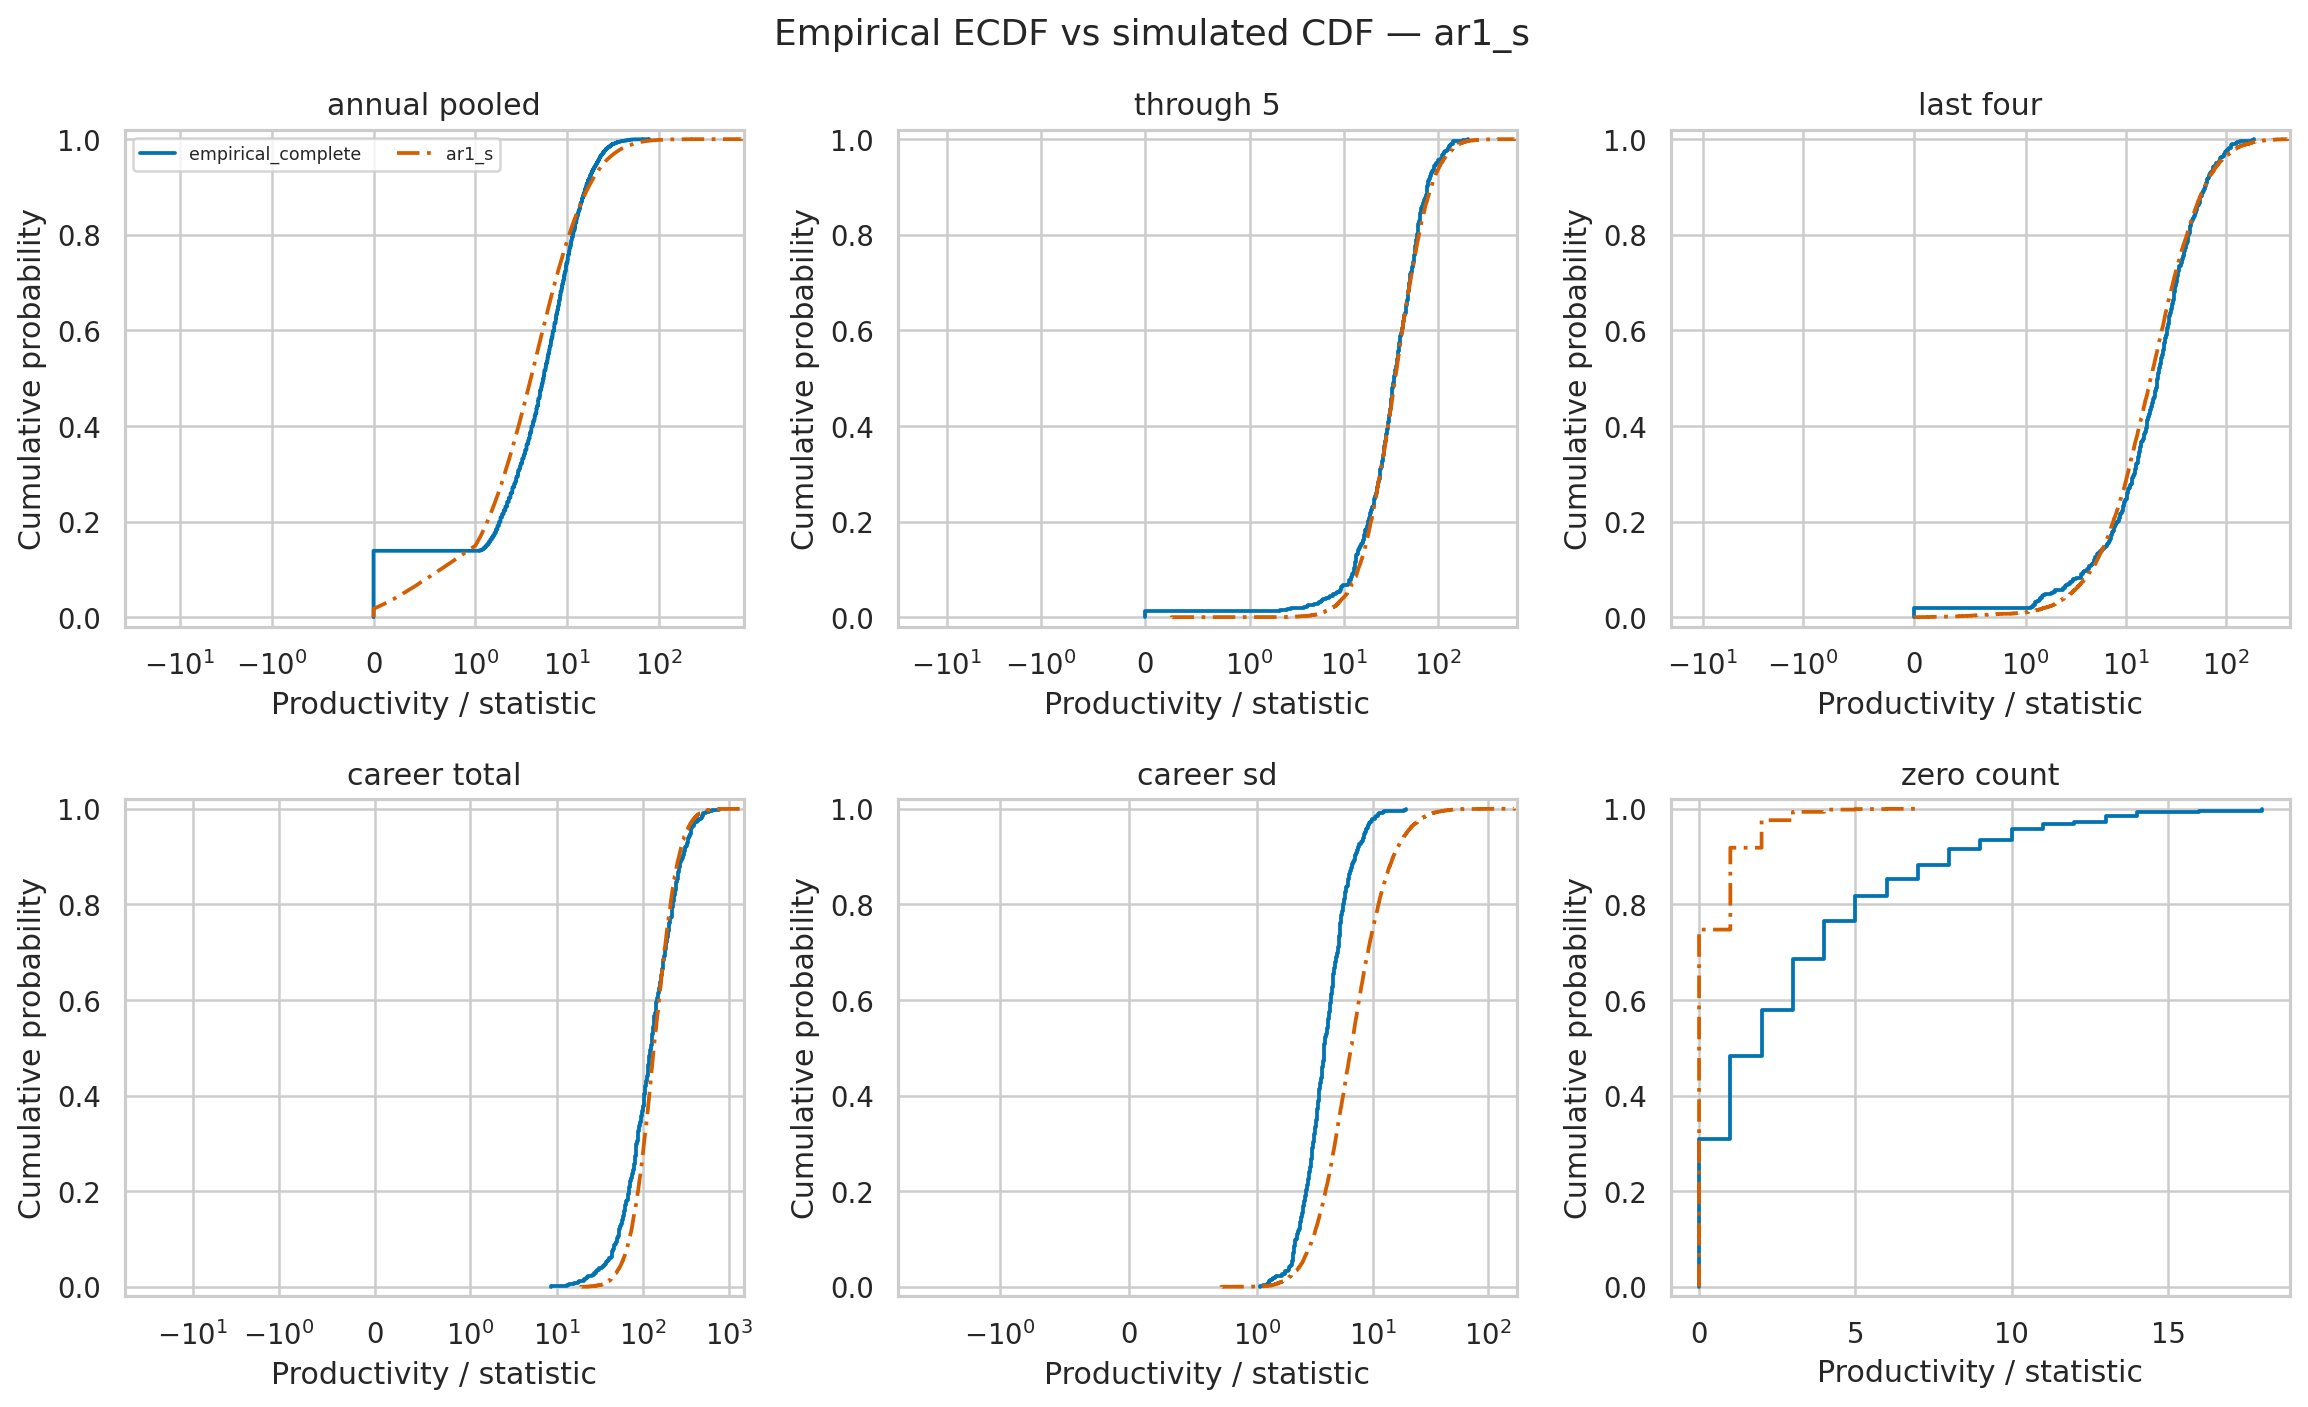 Empirical ECDF vs simulated CDF — ar1_s
annual pooled
through 5
last four
1.0
0.8
0.6
0.4
0.2
0.0
Cumulative probability
empirical_complete
ar1_s
−10¹ −10⁰ 0 10⁰ 10¹ 10²
Productivity / statistic
1.0
0.8
0.6
0.4
0.2
0.0
Cumulative probability
−10¹ −10⁰ 0 10⁰ 10¹ 10²
Productivity / statistic
1.0
0.8
0.6
0.4
0.2
0.0
Cumulative probability
−10¹ −10⁰ 0 10⁰ 10¹ 10²
Productivity / statistic
career total
career sd
zero count
1.0
0.8
0.6
0.4
0.2
0.0
Cumulative probability
−10¹ −10⁰ 0 10⁰ 10¹ 10² 10³
Productivity / statistic
1.0
0.8
0.6
0.4
0.2
0.0
Cumulative probability
−10⁰ 0 10⁰ 10¹ 10²
Productivity / statistic
1.0
0.8
0.6
0.4
0.2
0.0
Cumulative probability
0 5 10 15
Productivity / statistic